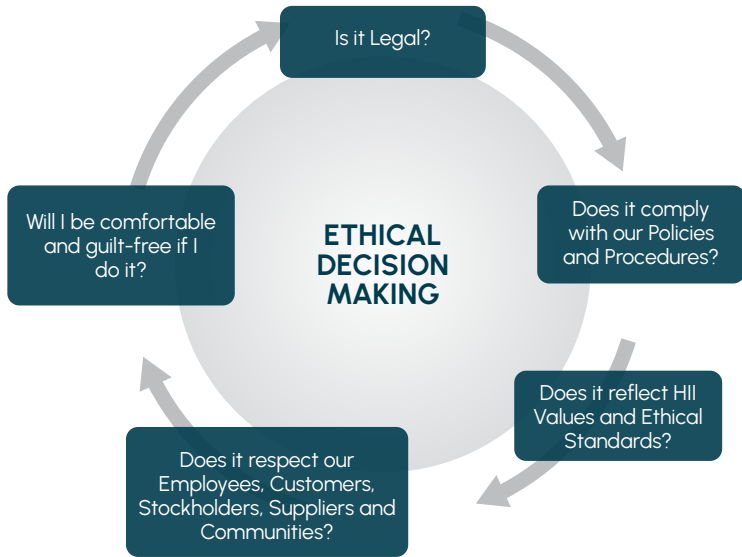 Is it Legal?
Does it comply
with our Policies
and Procedures?
Does it reflect HII
Values and Ethical
Standards?
Does it respect our
Employees, Customers,
Stockholders, Suppliers and
Communities?
Will I be comfortable
and guilt-free if I
do it?
ETHICAL
DECISION
MAKING